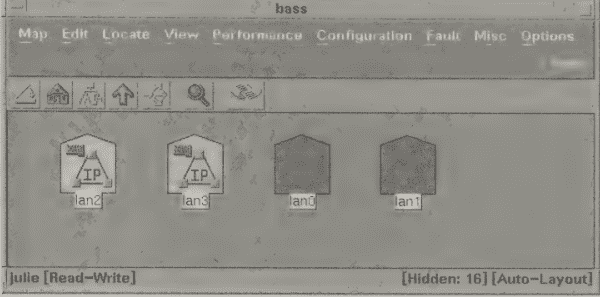 bass
Map Edit Locate View Performance Configuration Fault Misc Options
IP IP
lan2 lan3 lan0 lan1
julie [Read-Write] [Hidden: 16] [Auto-Layout]